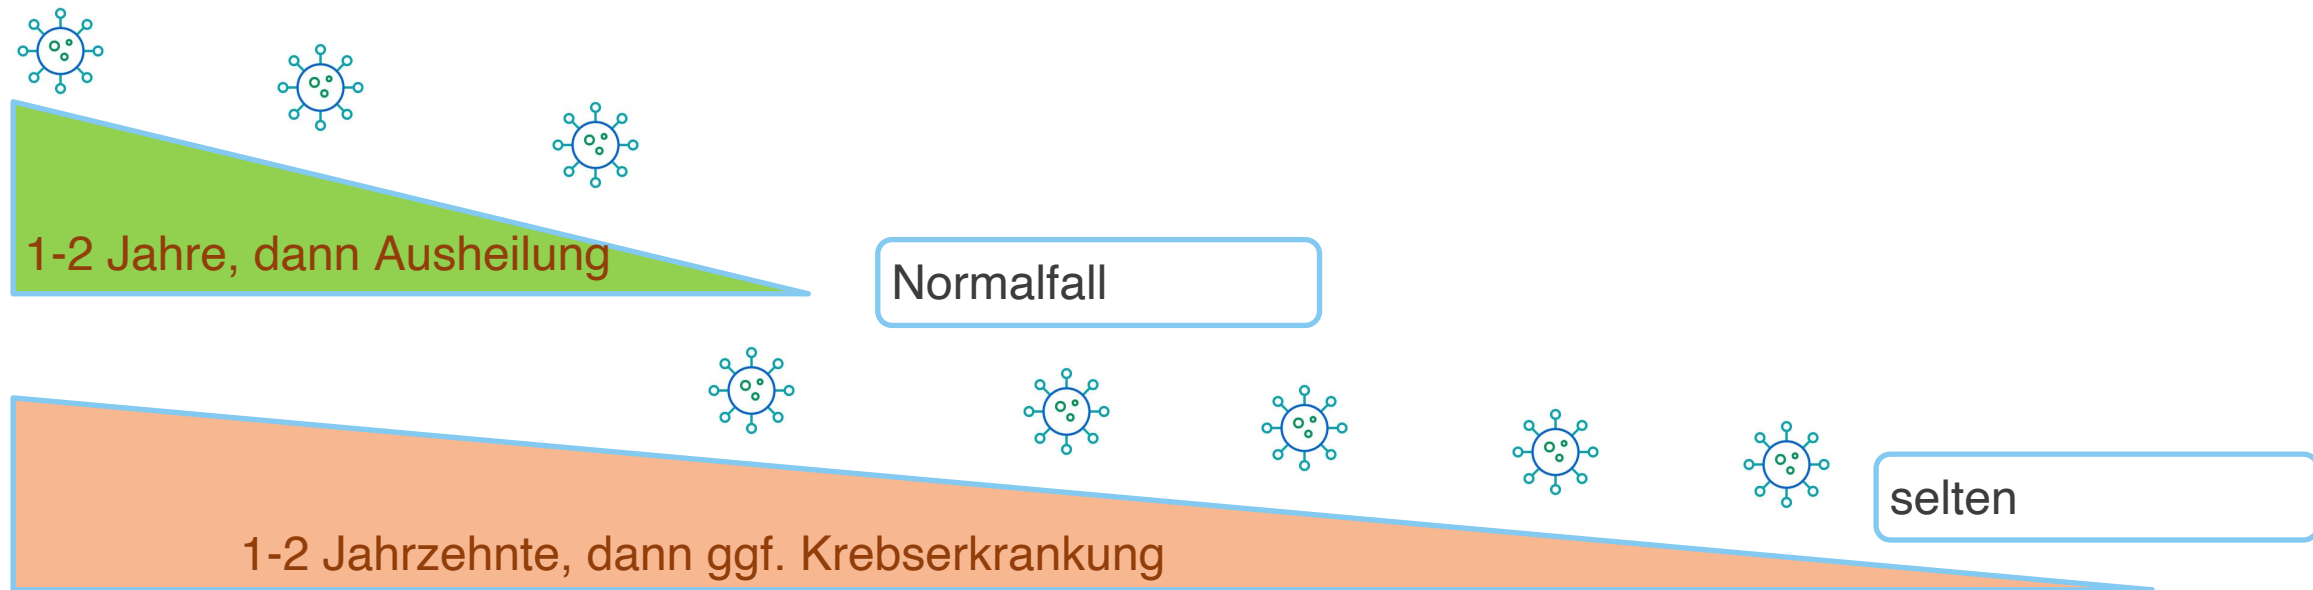 1-2 Jahre, dann Ausheilung
Normalfall
selten
1-2 Jahrzehnte, dann ggf. Krebserkrankung